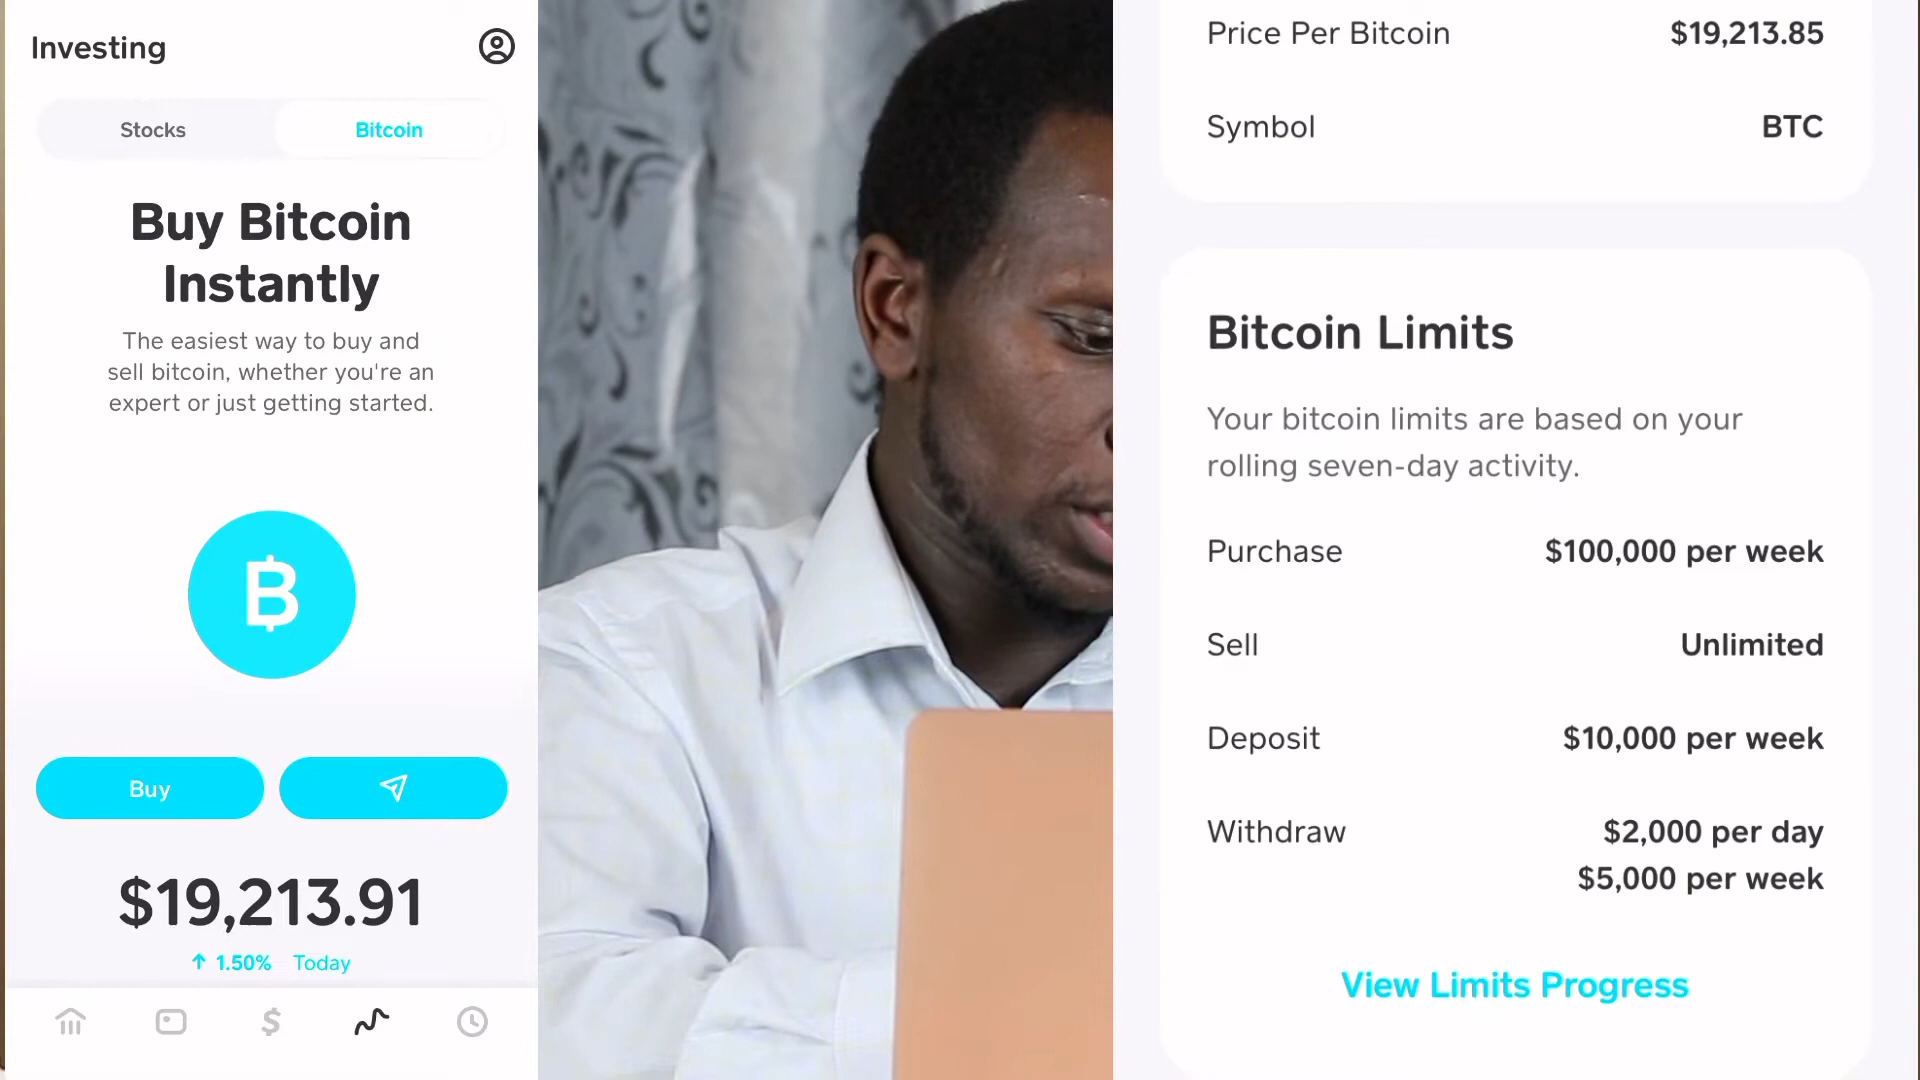 Investing
Stocks
Bitcoin
Buy Bitcoin
Instantly
The easiest way to buy and
sell bitcoin, whether you're an
expert or just getting started.
Buy
$19,213.91
↑ 1.50% Today
Price Per Bitcoin $19,213.85
Symbol BTC
Bitcoin Limits
Your bitcoin limits are based on your
rolling seven-day activity.
Purchase $100,000 per week
Sell Unlimited
Deposit $10,000 per week
Withdraw $2,000 per day
$5,000 per week
View Limits Progress